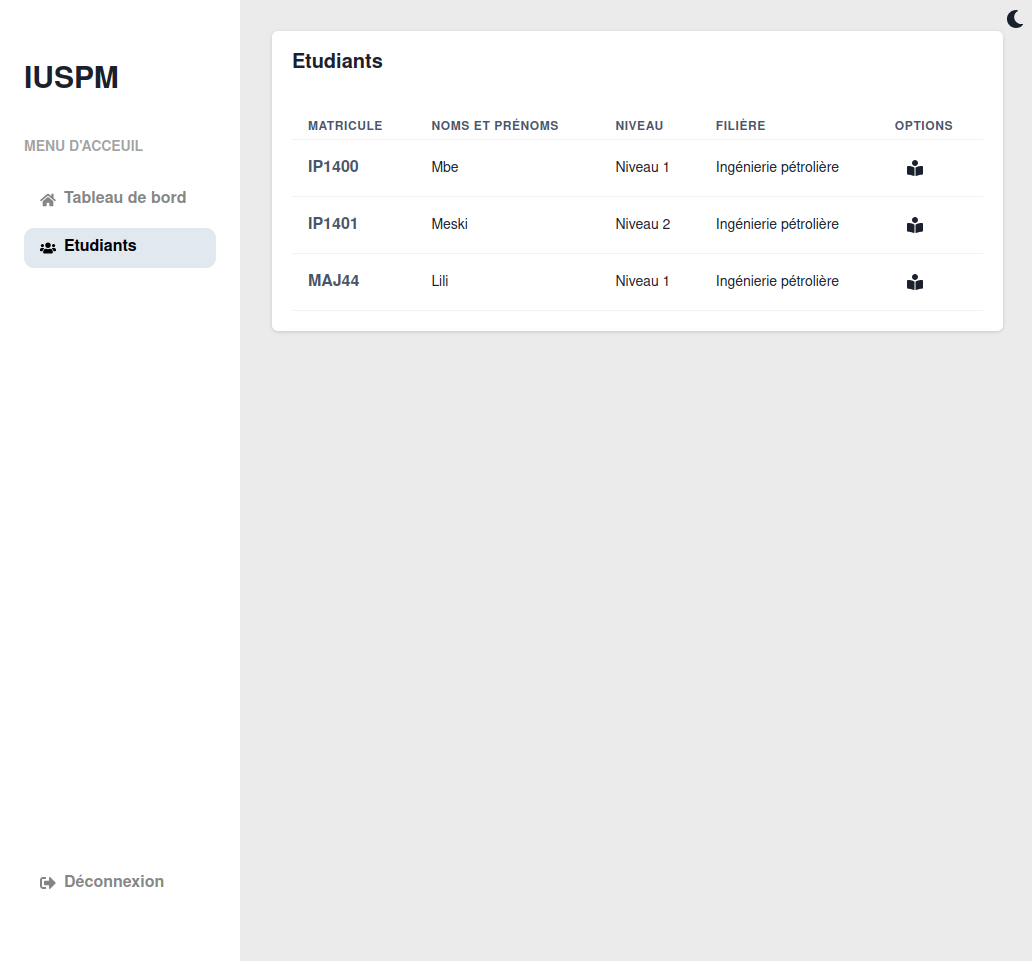 IUSPM
MENU D'ACCEUIL
Tableau de bord
Etudiants
Déconnexion
Etudiants
MATRICULE NOMS ET PRÉNOMS NIVEAU FILIÈRE OPTIONS
IP1400 Mbe Niveau 1 Ingénierie pétrolière
IP1401 Meski Niveau 2 Ingénierie pétrolière
MAJ44 Lili Niveau 1 Ingénierie pétrolière